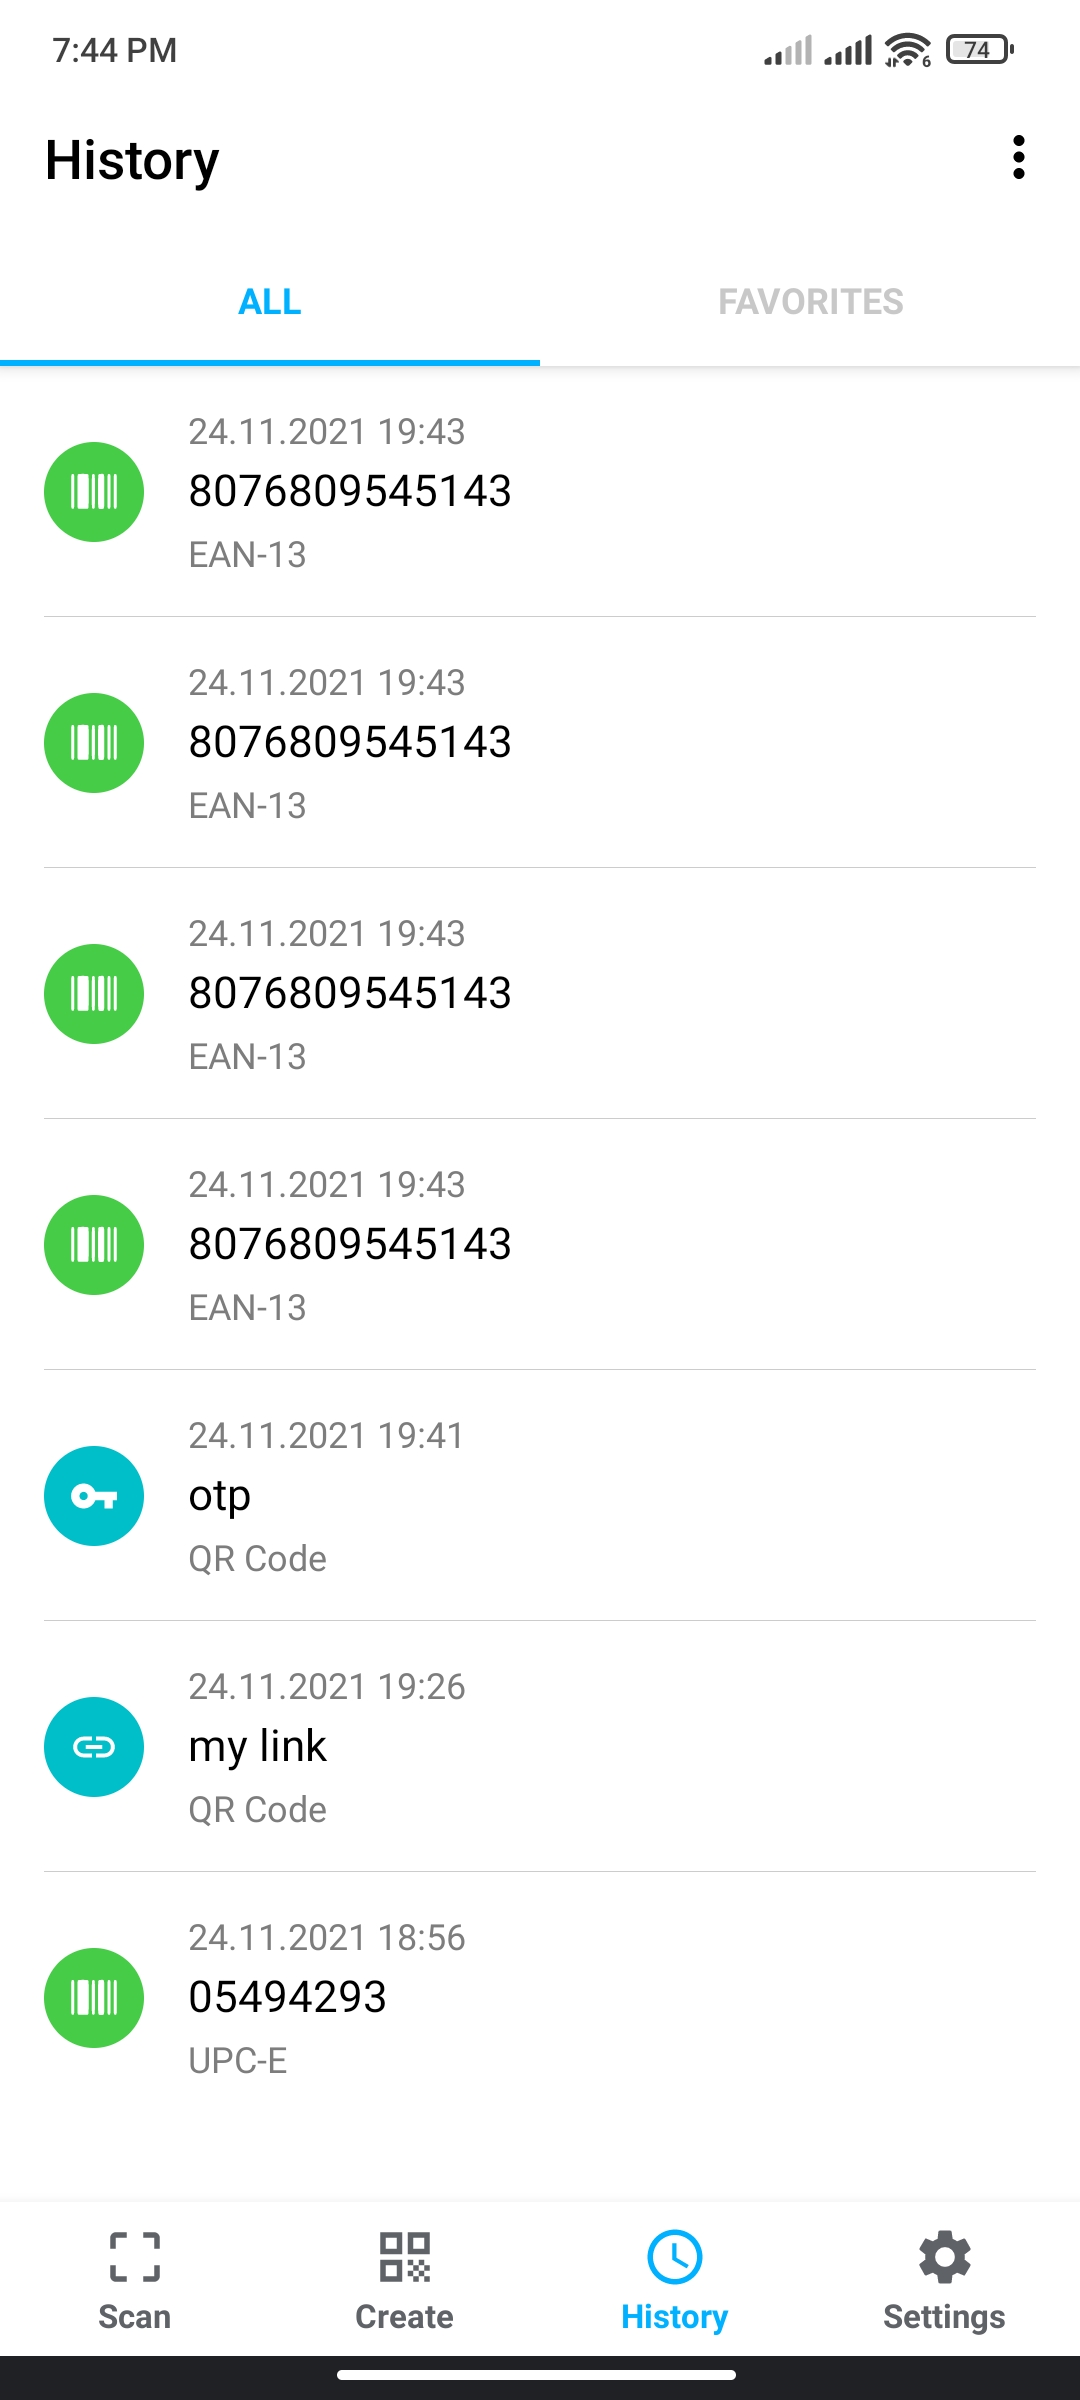 7:44 PM
6
74
History
ALL
FAVORITES
24.11.2021 19:43
8076809545143
EAN-13
24.11.2021 19:43
8076809545143
EAN-13
24.11.2021 19:43
8076809545143
EAN-13
24.11.2021 19:43
8076809545143
EAN-13
24.11.2021 19:41
otp
QR Code
24.11.2021 19:26
my link
QR Code
24.11.2021 18:56
05494293
UPC-E
Scan
Create
History
Settings